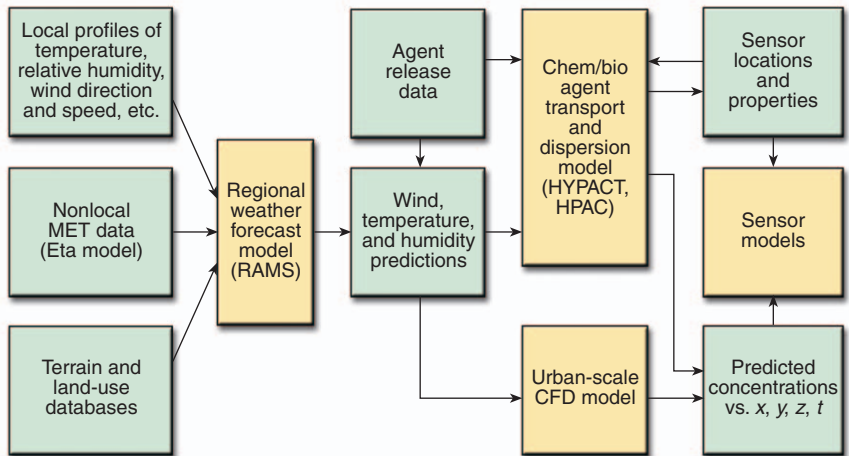 Local profiles of
temperature,
relative humidity,
wind direction
and speed, etc.
Nonlocal
MET data
(Eta model)
Terrain and
land-use
databases
Regional
weather
forecast
model
(RAMS)
Agent
release
data
Wind,
temperature,
and humidity
predictions
Chem/bio
agent
transport
and
dispersion
model
(HYPACT,
HPAC)
Urban-scale
CFD model
Sensor
locations
and
properties
Sensor
models
Predicted
concentrations
vs. x, y, z, t